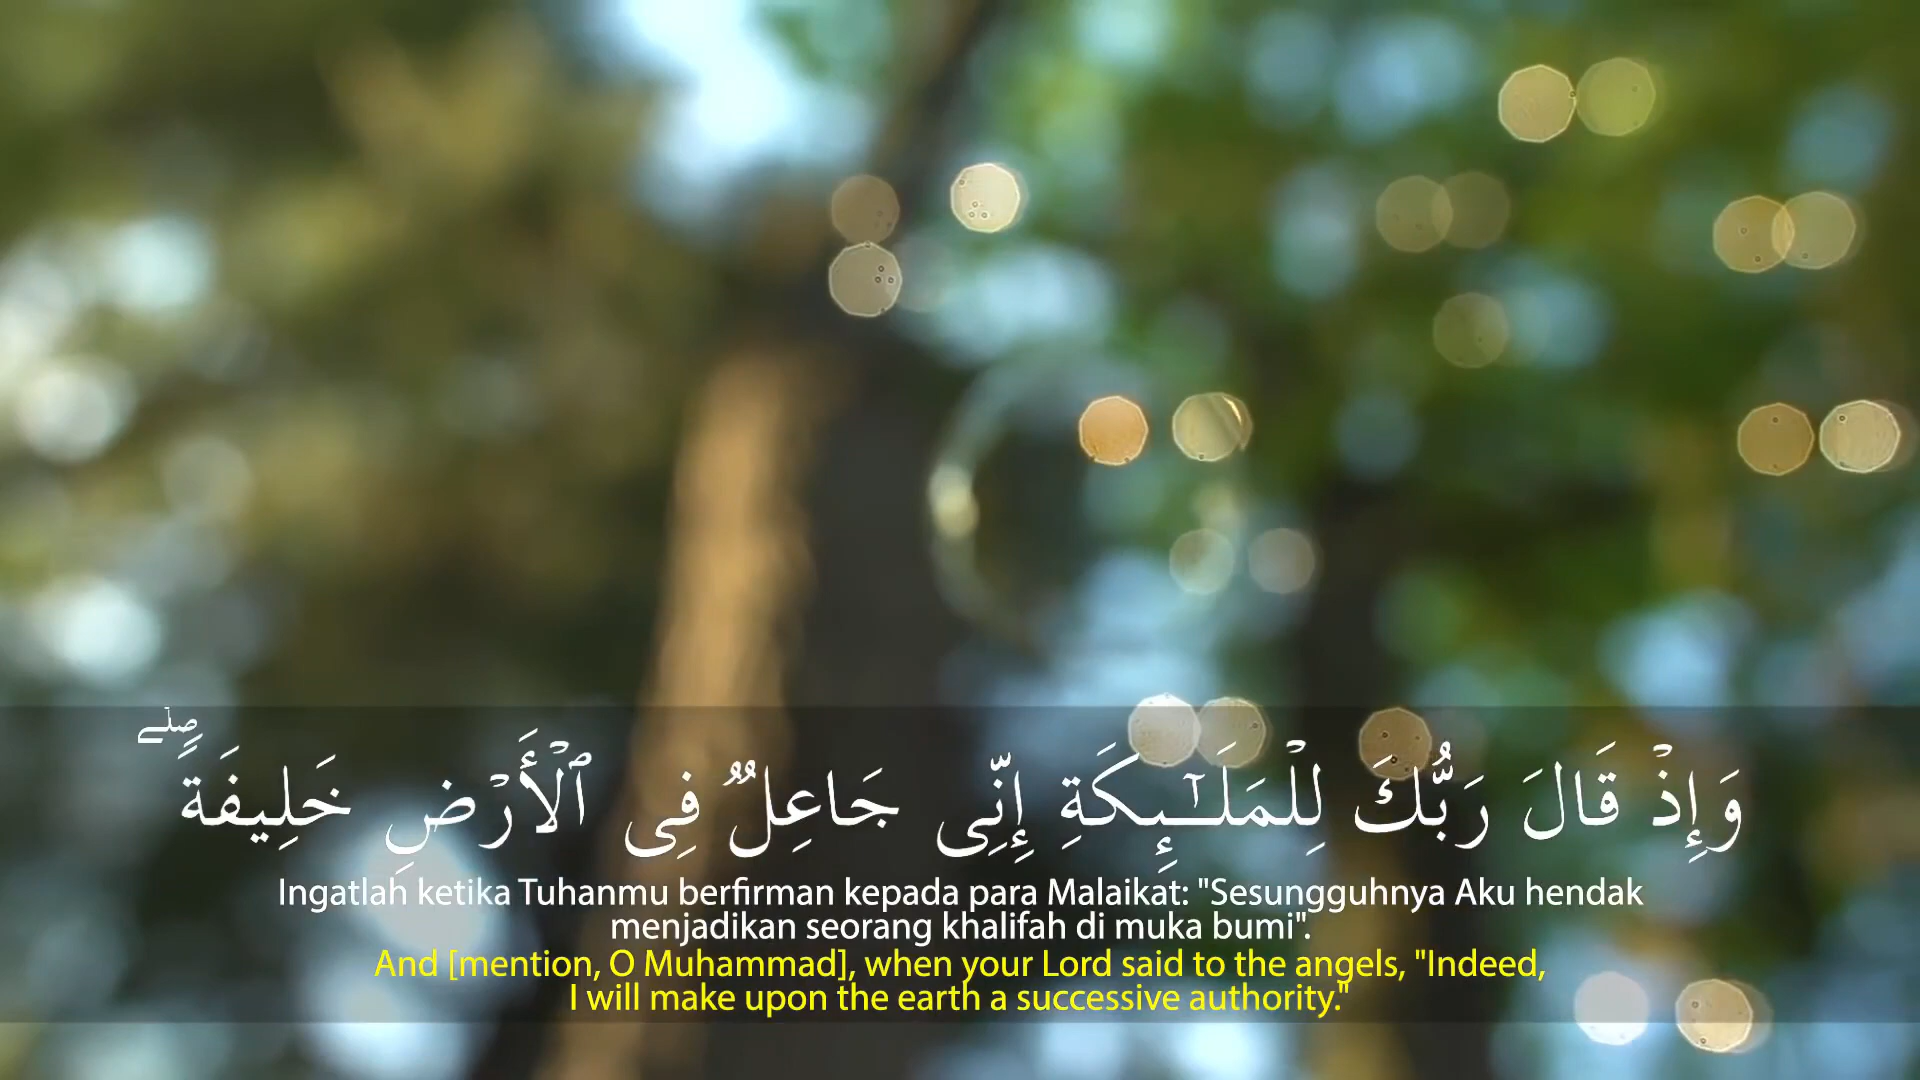 وَإِذْ قَالَ رَبُّكَ لِلْمَلَـٰٓئِكَةِ إِنِّى جَاعِلٌ فِى ٱلْأَرْضِ خَلِيفَةً ۖ
Ingatlah ketika Tuhanmu berfirman kepada para Malaikat: "Sesungguhnya Aku hendak
menjadikan seorang khalifah di muka bumi".
And [mention, O Muhammad], when your Lord said to the angels, "Indeed,
I will make upon the earth a successive authority."